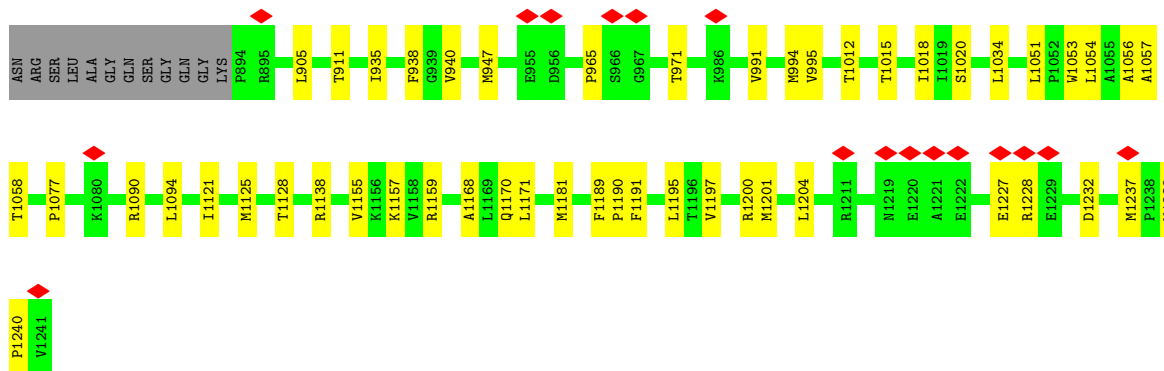 ASN ARG SER LEU ALA GLY GLN SER GLY GLN GLY LYS P894 R895 L905 T911 I935 F938 G939 V940 M947 E955 D956 P965 S966 G967 T971 K986 V991 M994 V995 T1012 T1015 I1018 I1019 S1020 L1034 L1051 P1052 W1053 L1054 A1055 A1056 A1057
T1058 P1077 K1080 R1090 L1094 I1121 M1125 T1128 R1138 V1155 K1156 K1157 V1158 R1159 A1168 L1169 Q1170 L1171 M1181 F1189 P1190 F1191 L1195 T1196 V1197 R1200 M1201 L1204 R1211 N1219 E1220 A1221 E1222 E1227 R1228 E1229 D1232 M1237 P1238
P1240 V1241